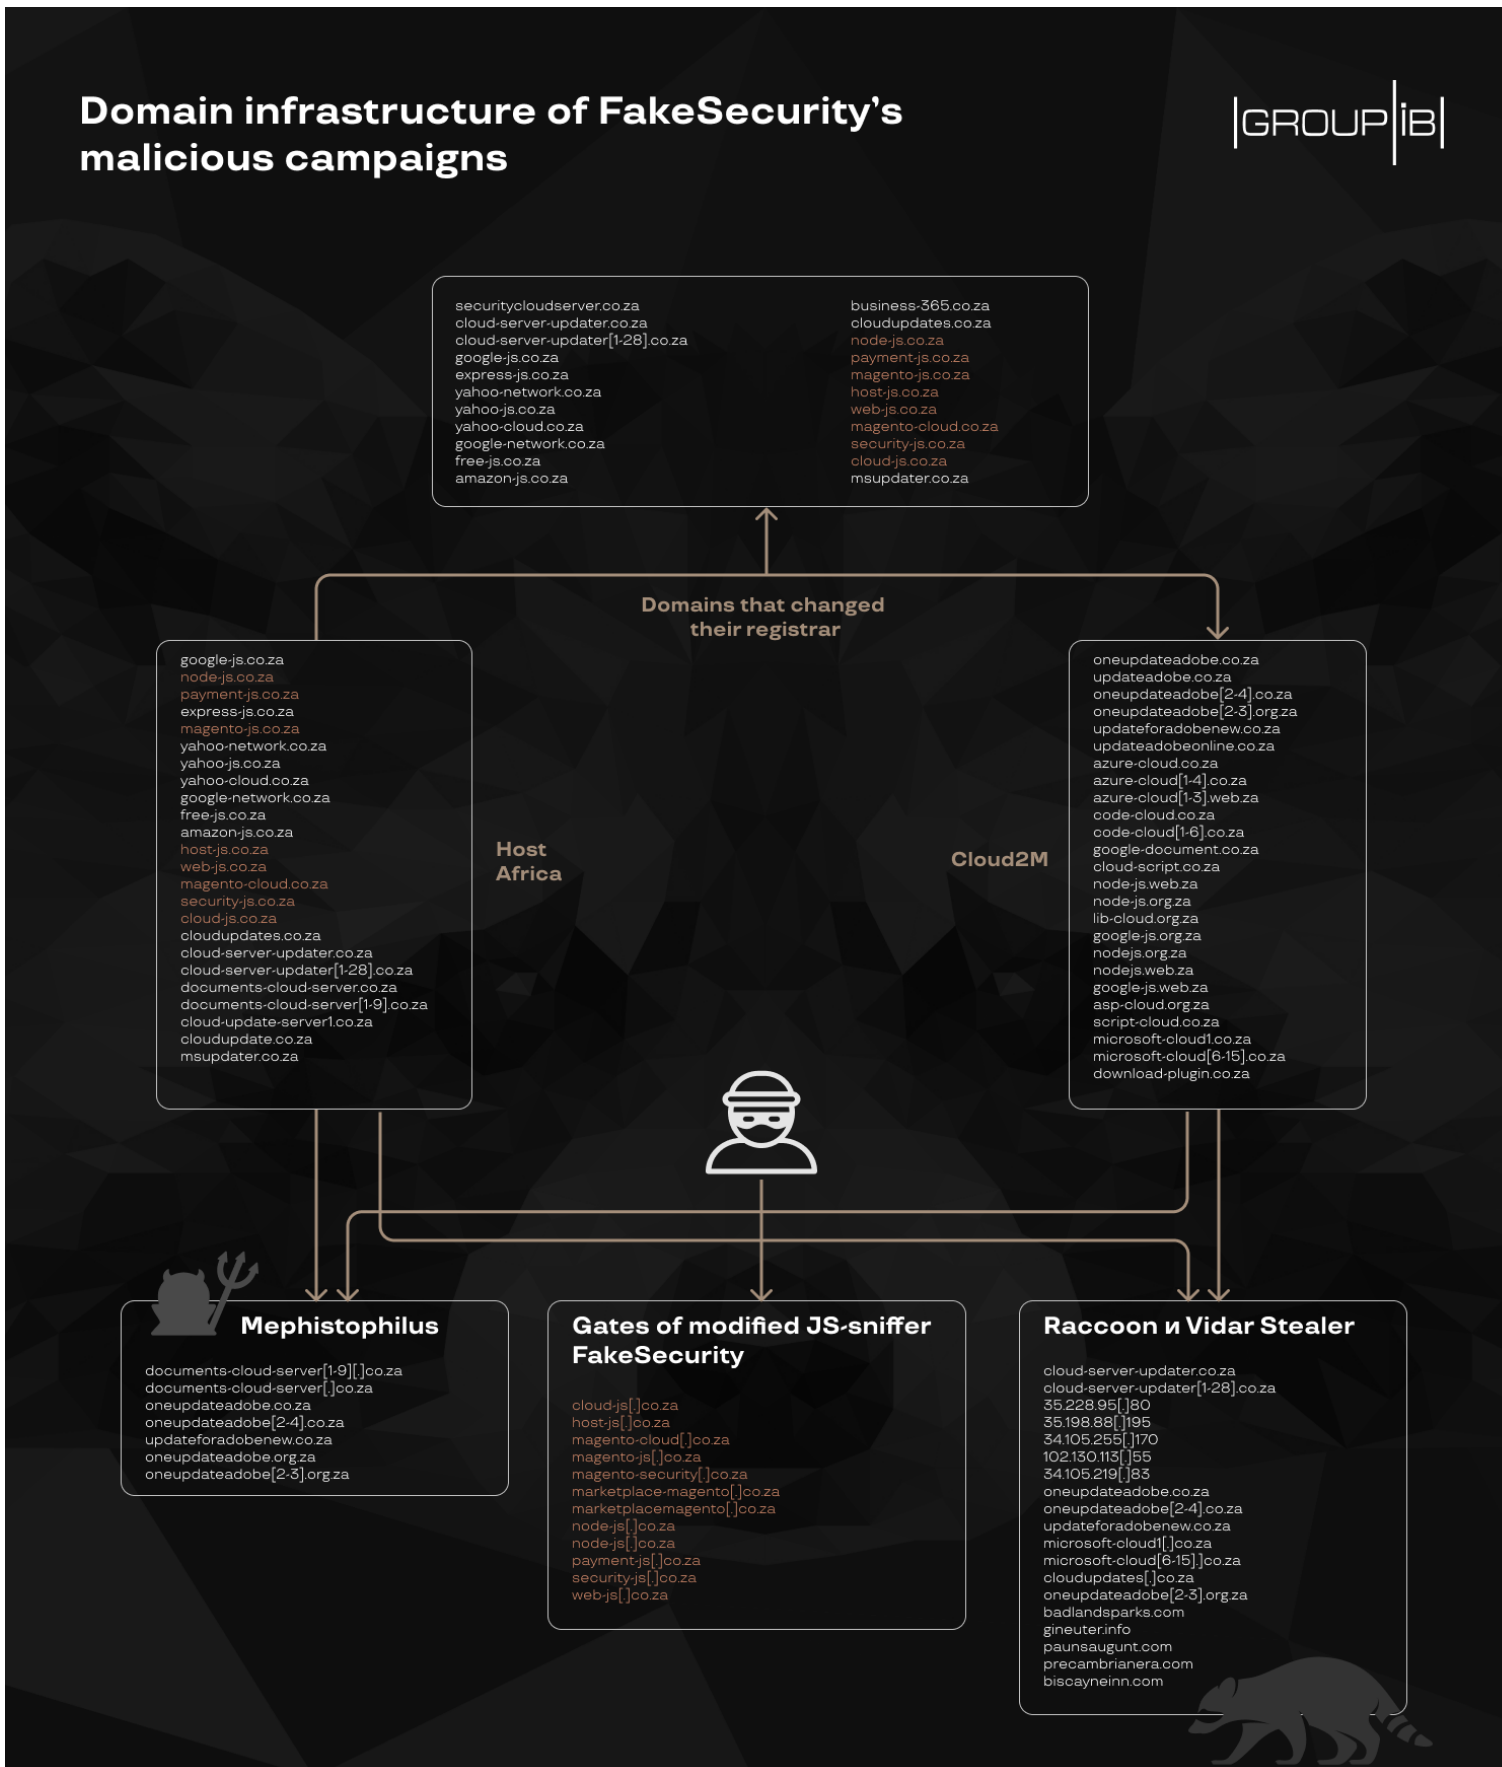 Domain infrastructure of FakeSecurity's
malicious campaigns
GROUP iB
securitycloudserver.co.za
cloud-server-updater.co.za
cloud-server-updater[1-28].co.za
google-js.co.za
express-js.co.za
yahoo-network.co.za
yahoo-js.co.za
yahoo-cloud.co.za
google-network.co.za
free-js.co.za
amazon-js.co.za
business-365.co.za
cloudupdates.co.za
node-js.co.za
payment-js.co.za
magento-js.co.za
host-js.co.za
web-js.co.za
magento-cloud.co.za
security-js.co.za
cloud-js.co.za
msupdater.co.za
Domains that changed
their registrar
google-js.co.za
node-js.co.za
payment-js.co.za
express-js.co.za
magento-js.co.za
yahoo-network.co.za
yahoo-js.co.za
yahoo-cloud.co.za
google-network.co.za
free-js.co.za
amazon-js.co.za
host-js.co.za
web-js.co.za
magento-cloud.co.za
security-js.co.za
cloud-js.co.za
cloudupdates.co.za
cloud-server-updater.co.za
cloud-server-updater[1-28].co.za
documents-cloud-server.co.za
documents-cloud-server[1-9].co.za
cloud-update-server1.co.za
cloudupdate.co.za
msupdater.co.za
Host
Africa
Cloud2M
oneupdateadobe.co.za
updateadobe.co.za
oneupdateadobe[2-4].co.za
oneupdateadobe[2-3].org.za
updateforadobenew.co.za
updateadobeonline.co.za
azure-cloud.co.za
azure-cloud[1-4].co.za
azure-cloud[1-3].web.za
code-cloud.co.za
code-cloud[1-6].co.za
google-document.co.za
cloud-script.co.za
node-js.web.za
node-js.org.za
lib-cloud.org.za
google-js.org.za
nodejs.org.za
nodejs.web.za
google-js.web.za
asp-cloud.org.za
script-cloud.co.za
microsoft-cloud1.co.za
microsoft-cloud[6-15].co.za
download-plugin.co.za
Mephistophilus
documents-cloud-server[1-9][.]co.za
documents-cloud-server[.]co.za
oneupdateadobe.co.za
oneupdateadobe[2-4].co.za
updateforadobenew.co.za
oneupdateadobe.org.za
oneupdateadobe[2-3].org.za
Gates of modified JS-sniffer
FakeSecurity
cloud-js[.]co.za
host-js[.]co.za
magento-cloud[.]co.za
magento-js[.]co.za
magento-security[.]co.za
marketplace-magento[.]co.za
marketplacemagento[.]co.za
node-js[.]co.za
node-js[.]co.za
payment-js[.]co.za
security-js[.]co.za
web-js[.]co.za
Raccoon и Vidar Stealer
cloud-server-updater.co.za
cloud-server-updater[1-28].co.za
35.228.95[.]80
35.198.88[.]195
34.105.255[.]170
102.130.113[.]55
34.105.219[.]83
oneupdateadobe.co.za
oneupdateadobe[2-4].co.za
updateforadobenew.co.za
microsoft-cloud1[.]co.za
microsoft-cloud[6-15].]co.za
cloudupdates[.]co.za
oneupdateadobe[2-3].org.za
badlandsparks.com
gineuter.info
paunsaugunt.com
precambrianera.com
biscayneinn.com